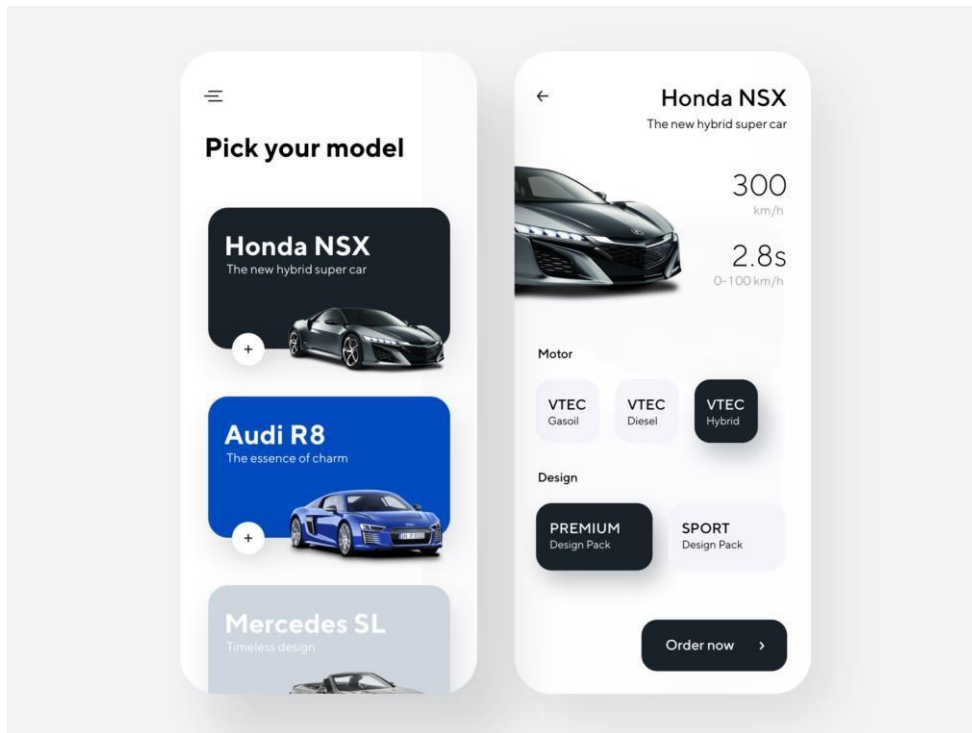 Pick your model
Honda NSX
The new hybrid super car
+
Audi R8
The essence of charm
+
Mercedes SL
Timeless design
Honda NSX
The new hybrid super car
300
km/h
2.8s
0-100 km/h
Motor
VTEC
Gasoil
VTEC
Diesel
VTEC
Hybrid
Design
PREMIUM
Design Pack
SPORT
Design Pack
Order now